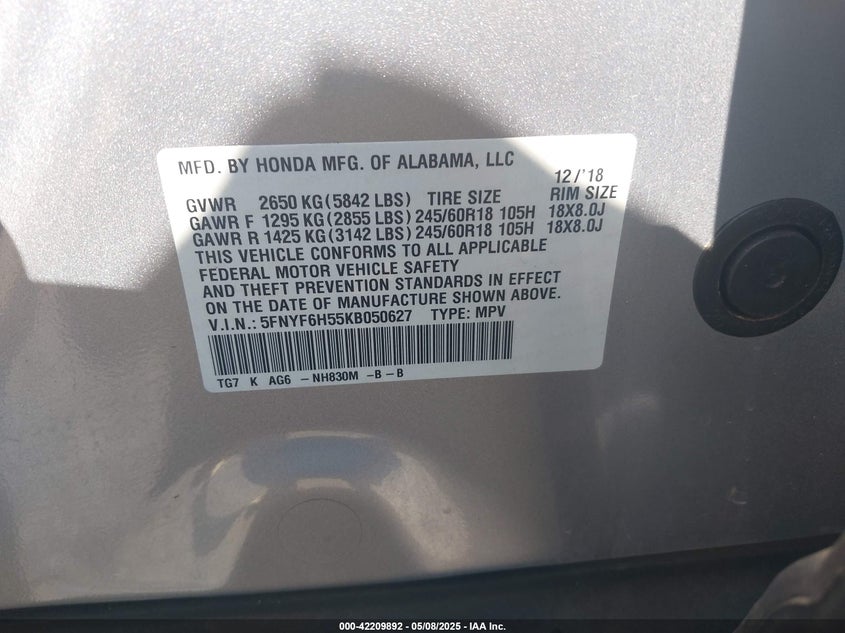 MFD. BY HONDA MFG. OF ALABAMA, LLC
12/'18
GVWR 2650 KG (5842 LBS) TIRE SIZE RIM SIZE
GAWR F 1295 KG (2855 LBS) 245/60R18 105H 18X8.0J
GAWR R 1425 KG (3142 LBS) 245/60R18 105H 18X8.0J
THIS VEHICLE CONFORMS TO ALL APPLICABLE
FEDERAL MOTOR VEHICLE SAFETY
AND THEFT PREVENTION STANDARDS IN EFFECT
ON THE DATE OF MANUFACTURE SHOWN ABOVE.
V.I.N.: 5FNYF6H55KB050627 TYPE: MPV
TG7 K AG6 -NH830M -B-B
000-42209892 - 05/08/2025 - IAA Inc.